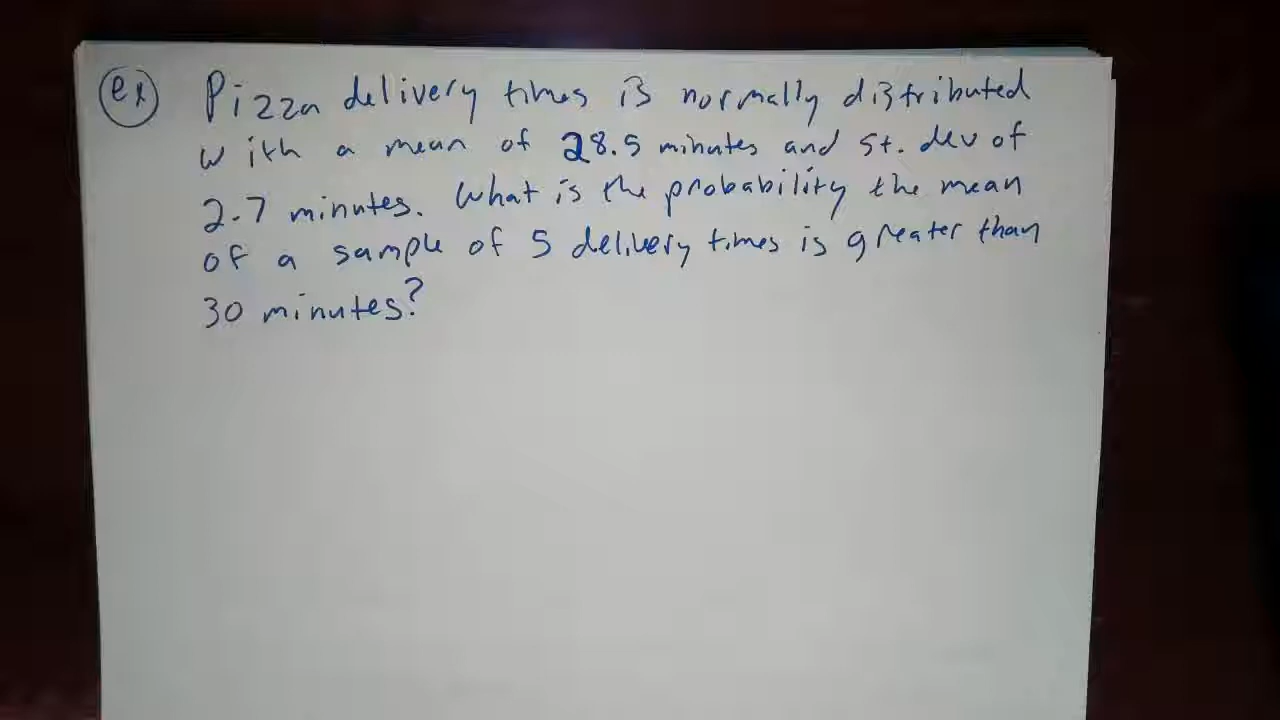 ex Pizza delivery times is normally distributed
with a mean of 28.5 minutes and st. dev of
2.7 minutes. What is the probability the mean
of a sample of 5 delivery times is greater than
30 minutes?